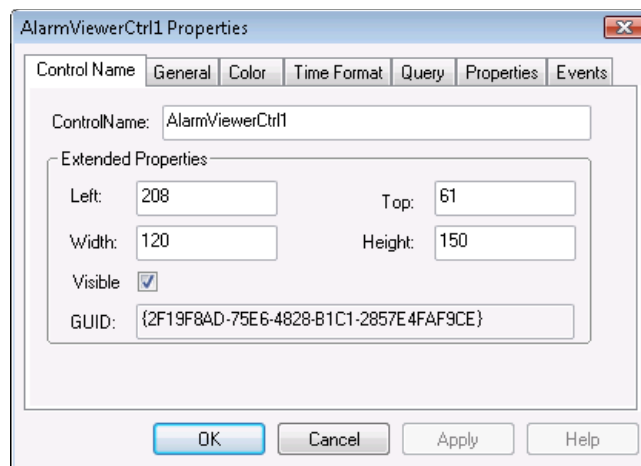 AlarmViewerCtrl1 Properties
Control Name General Color Time Format Query Properties Events
ControlName: AlarmViewerCtrl1
Extended Properties
Left: 208 Top: 61
Width: 120 Height: 150
Visible
GUID: {2F19F8AD-75E6-4828-B1C1-2857E4FAF9CE}
OK Cancel Apply Help